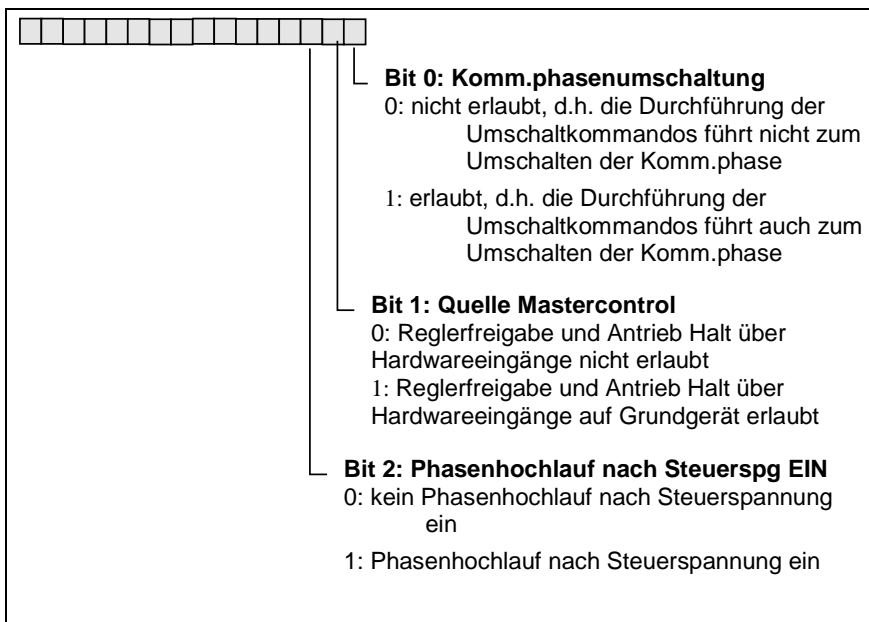 Bit 0: Komm.phasenumschaltung
0: nicht erlaubt, d.h. die Durchführung der
Umschaltkommandos führt nicht zum
Umschalten der Komm.phase
1: erlaubt, d.h. die Durchführung der
Umschaltkommandos führt auch zum
Umschalten der Komm.phase
Bit 1: Quelle Mastercontrol
0: Reglerfreigabe und Antrieb Halt über
Hardwareeingänge nicht erlaubt
1: Reglerfreigabe und Antrieb Halt über
Hardwareeingänge auf Grundgerät erlaubt
Bit 2: Phasenhochlauf nach Steuerspg EIN
0: kein Phasenhochlauf nach Steuerspannung
ein
1: Phasenhochlauf nach Steuerspannung ein